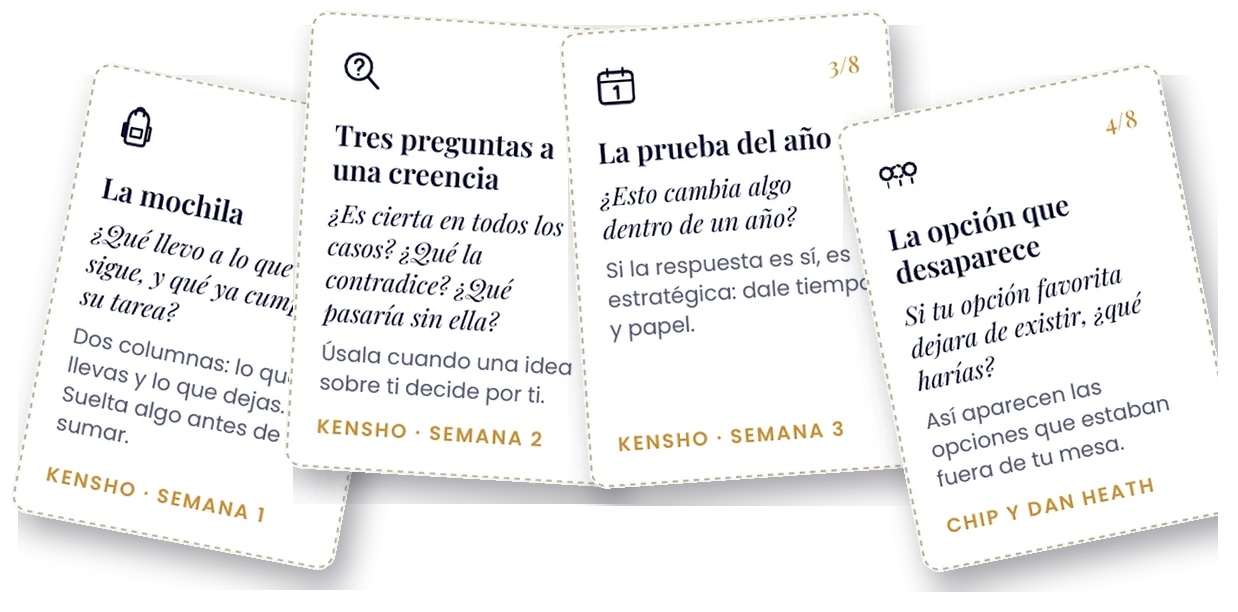 La mochila
¿Qué llevo a lo que
sigue, y qué ya
su tarea?
Dos columnas: lo
llevas y lo que dejas.
Suelta algo antes de
sumar.
KENSHO · SEMANA 1
Tres preguntas a
una creencia
¿Es cierta en todos los
casos? ¿Qué la
contradice? ¿Qué
pasaría sin ella?
Úsala cuando una idea
sobre ti decide por ti.
KENSHO · SEMANA 2
3/8
1
La prueba del año
¿Esto cambia algo
dentro de un año?
Si la respuesta es sí, es
estratégica: dale tiempo
y papel.
KENSHO · SEMANA 3
4/8
La opción que
desaparece
Si tu opción favorita
dejara de existir, ¿qué
harías?
Así aparecen las
opciones que estaban
fuera de tu mesa.
CHIP Y DAN HEATH